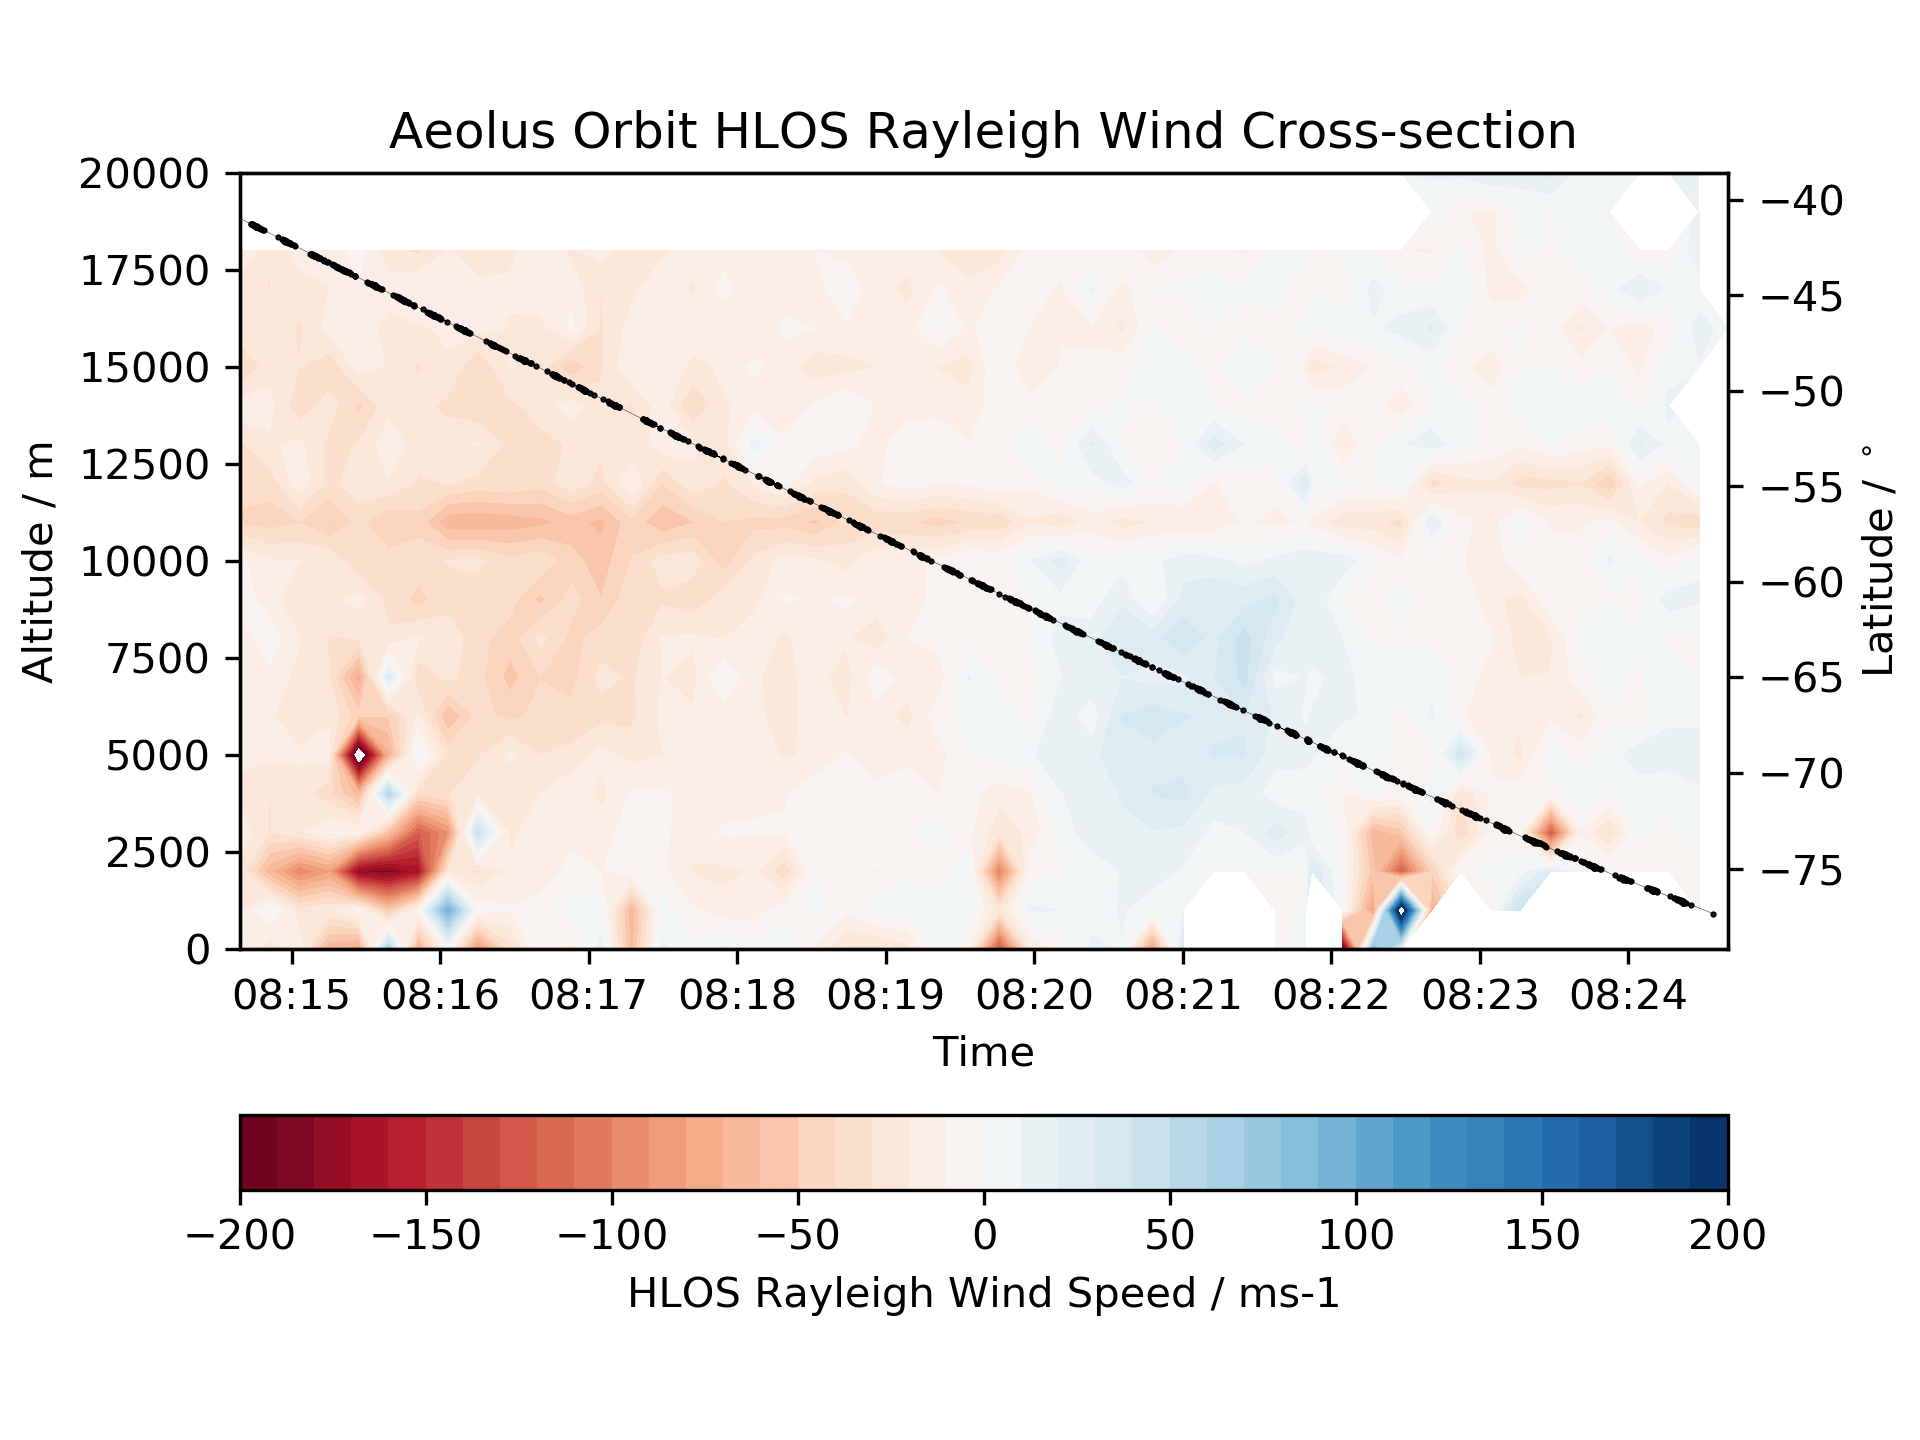 Aeolus Orbit HLOS Rayleigh Wind Cross-section
20000
17500
15000
12500
10000
7500
5000
2500
0
Altitude / m
−40
−45
−50
−55
−60
−65
−70
−75
Latitude / °
08:15 08:16 08:17 08:18 08:19 08:20 08:21 08:22 08:23 08:24
Time
−200 −150 −100 −50 0 50 100 150 200
HLOS Rayleigh Wind Speed / ms-1